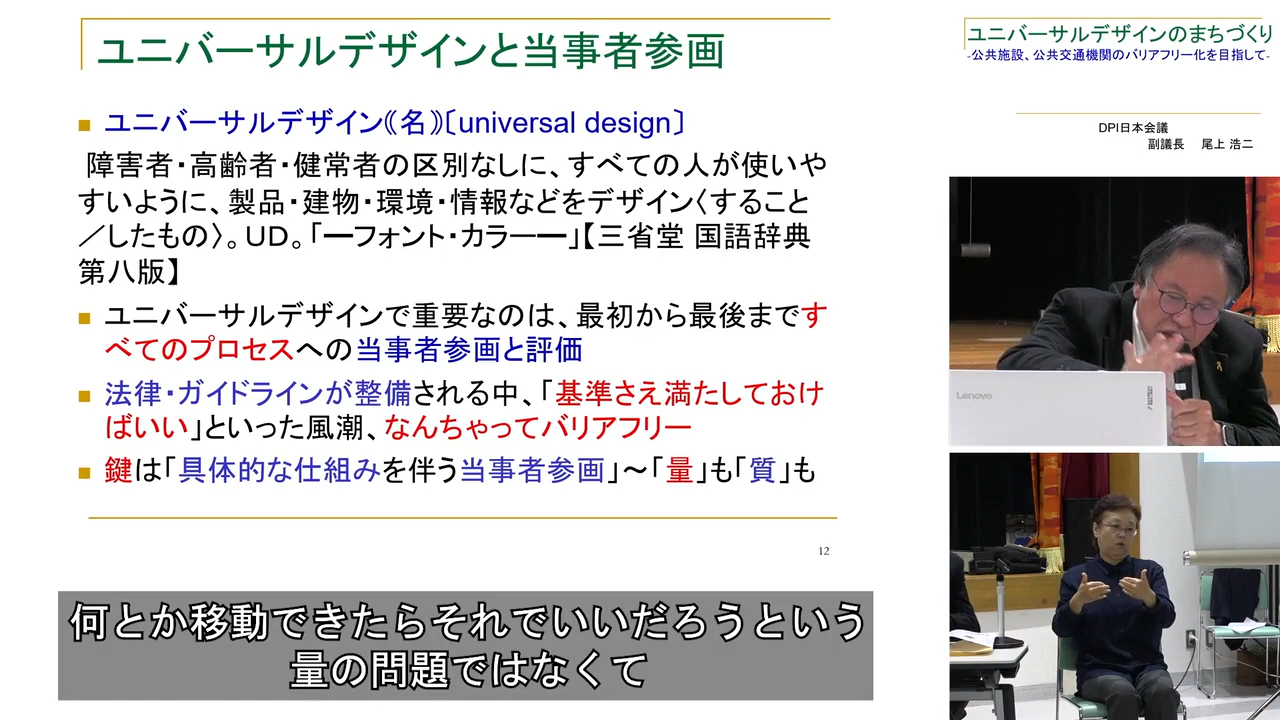 ユニバーサルデザインと当事者参画
■ ユニバーサルデザイン《名》〔universal design〕
障害者・高齢者・健常者の区別なしに、すべての人が使いや
すいように、製品・建物・環境・情報などをデザイン〈すること
／したもの〉。UD。「━フォント・カラー━」【三省堂 国語辞典
第八版】
■ ユニバーサルデザインで重要なのは、最初から最後まです
べてのプロセスへの当事者参画と評価
■ 法律・ガイドラインが整備される中、「基準さえ満たしておけ
ばいい」といった風潮、なんちゃってバリアフリー
■ 鍵は「具体的な仕組みを伴う当事者参画」～「量」も「質」も
12
何とか移動できたらそれでいいだろうという
量の問題ではなくて
ユニバーサルデザインのまちづくり
-公共施設、公共交通機関のバリアフリー化を目指して-
DPI日本会議
副議長 尾上 浩二
Lenovo